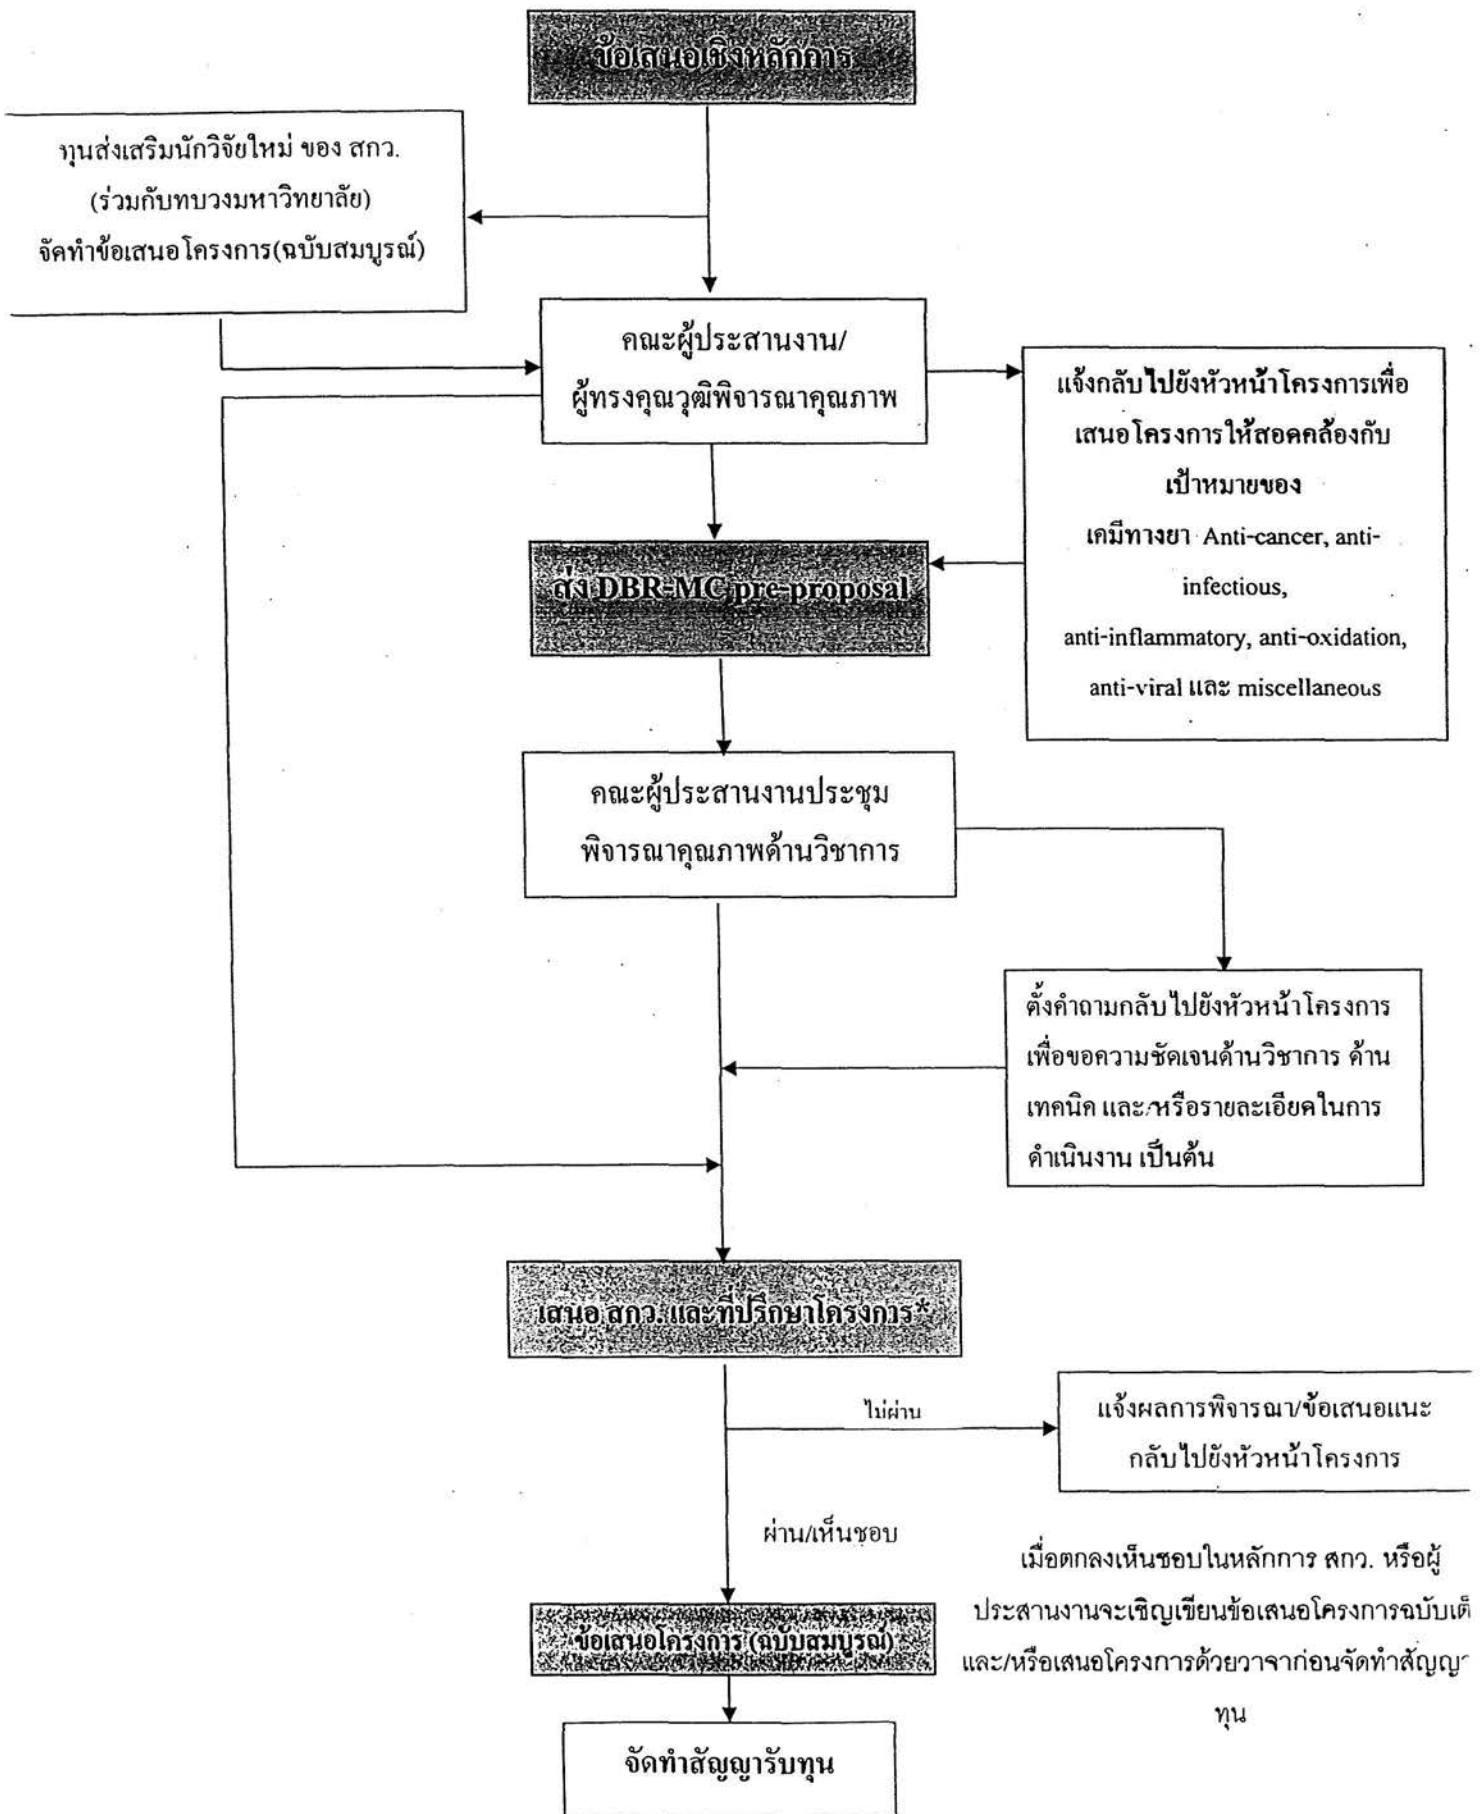 ข้อเสนอเชิงหลักการ
ทุนส่งเสริมนักวิจัยใหม่ ของ สกว.
(ร่วมกับทบวงมหาวิทยาลัย)
จัดทำข้อเสนอโครงการ(ฉบับสมบูรณ์)
คณะผู้ประสานงาน/
ผู้ทรงคุณวุฒิพิจารณาคุณภาพ
แจ้งกลับไปยังหัวหน้าโครงการเพื่อ
เสนอโครงการให้สอดคล้องกับ
เป้าหมายของ
เคมีทางยา Anti-cancer, anti-
infectious,
anti-inflammatory, anti-oxidation,
anti-viral และ miscellaneous
ส่ง DBR-MC pre-proposal
คณะผู้ประสานงานประชุม
พิจารณาคุณภาพด้านวิชาการ
ตั้งคำถามกลับไปยังหัวหน้าโครงการ
เพื่อขอความชัดเจนด้านวิชาการ ด้าน
เทคนิค และ/หรือรายละเอียดในการ
ดำเนินงาน เป็นต้น
เสนอ สกว. และที่ปรึกษาโครงการ*
ไม่ผ่าน
แจ้งผลการพิจารณา/ข้อเสนอแนะ
กลับไปยังหัวหน้าโครงการ
ผ่าน/เห็นชอบ
เมื่อตกลงเห็นชอบในหลักการ สกว. หรือผู้
ประสานงานจะเชิญเขียนข้อเสนอโครงการฉบับเต็
และ/หรือเสนอโครงการด้วยวาจาก่อนจัดทำสัญญา
ทุน
ข้อเสนอโครงการ (ฉบับสมบูรณ์)
จัดทำสัญญารับทุน